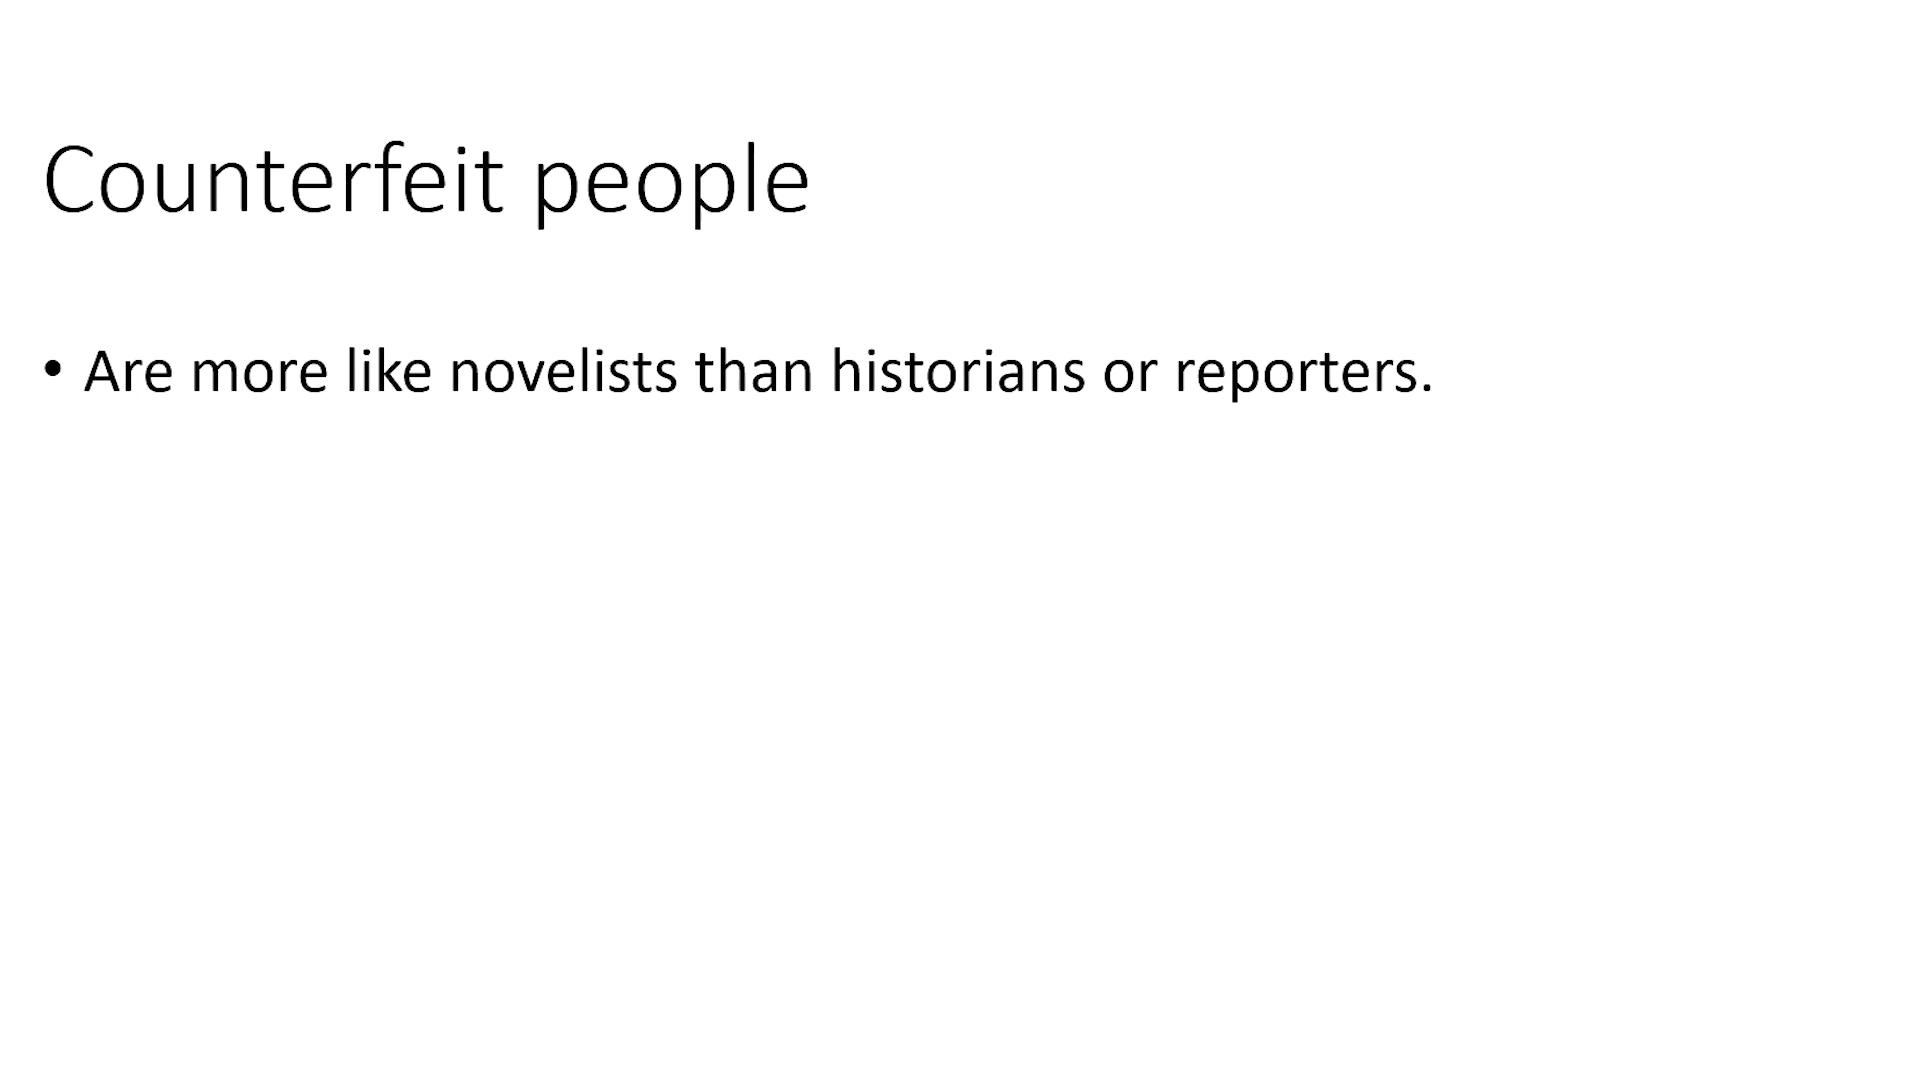 Counterfeit people
• Are more like novelists than historians or reporters.